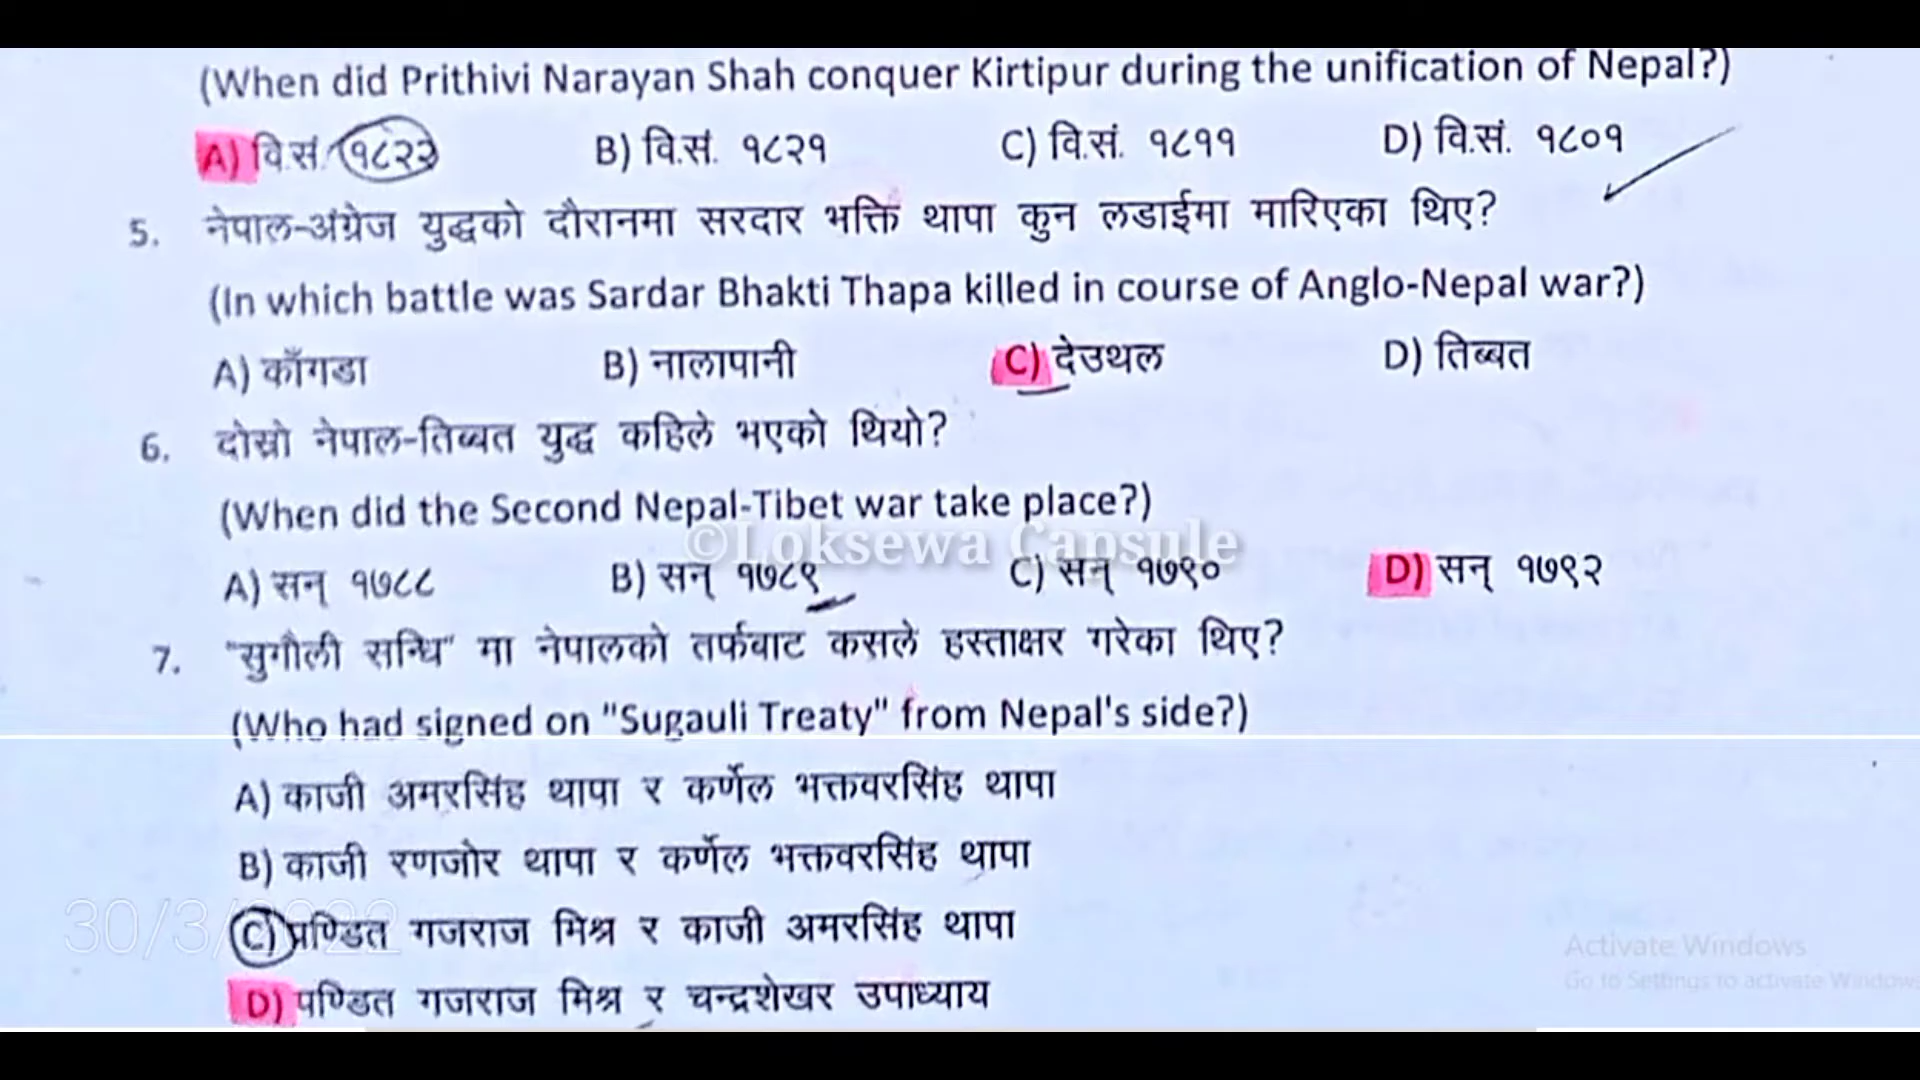 (When did Prithivi Narayan Shah conquer Kirtipur during the unification of Nepal?)
A) वि.सं. १८२२ B) वि.सं. १८२१ C) वि.सं. १८११ D) वि.सं. १८०१
5. नेपाल-अंग्रेज युद्धको दौरानमा सरदार भक्ति थापा कुन लडाईमा मारिएका थिए?
(In which battle was Sardar Bhakti Thapa killed in course of Anglo-Nepal war?)
A) काँगडा B) नालापानी C) देउथल D) तिब्बत
6. दोस्रो नेपाल-तिब्बत युद्ध कहिले भएको थियो?
(When did the Second Nepal-Tibet war take place?)
©Loksewa Capsule
A) सन् १७८८ B) सन् १७८९ C) सन् १७९० D) सन् १७९२
7. "सुगौली सन्धि" मा नेपालको तर्फबाट कसले हस्ताक्षर गरेका थिए?
(Who had signed on "Sugauli Treaty" from Nepal's side?)
A) काजी अमरसिंह थापा र कर्णेल भक्तवरसिंह थापा
B) काजी रणजोर थापा र कर्णेल भक्तवरसिंह थापा
30/3/2022
C) प्रण्डित गजराज मिश्र र काजी अमरसिंह थापा
Activate Windows
Go to Settings to activate Windows
D) पण्डित गजराज मिश्र र चन्द्रशेखर उपाध्याय